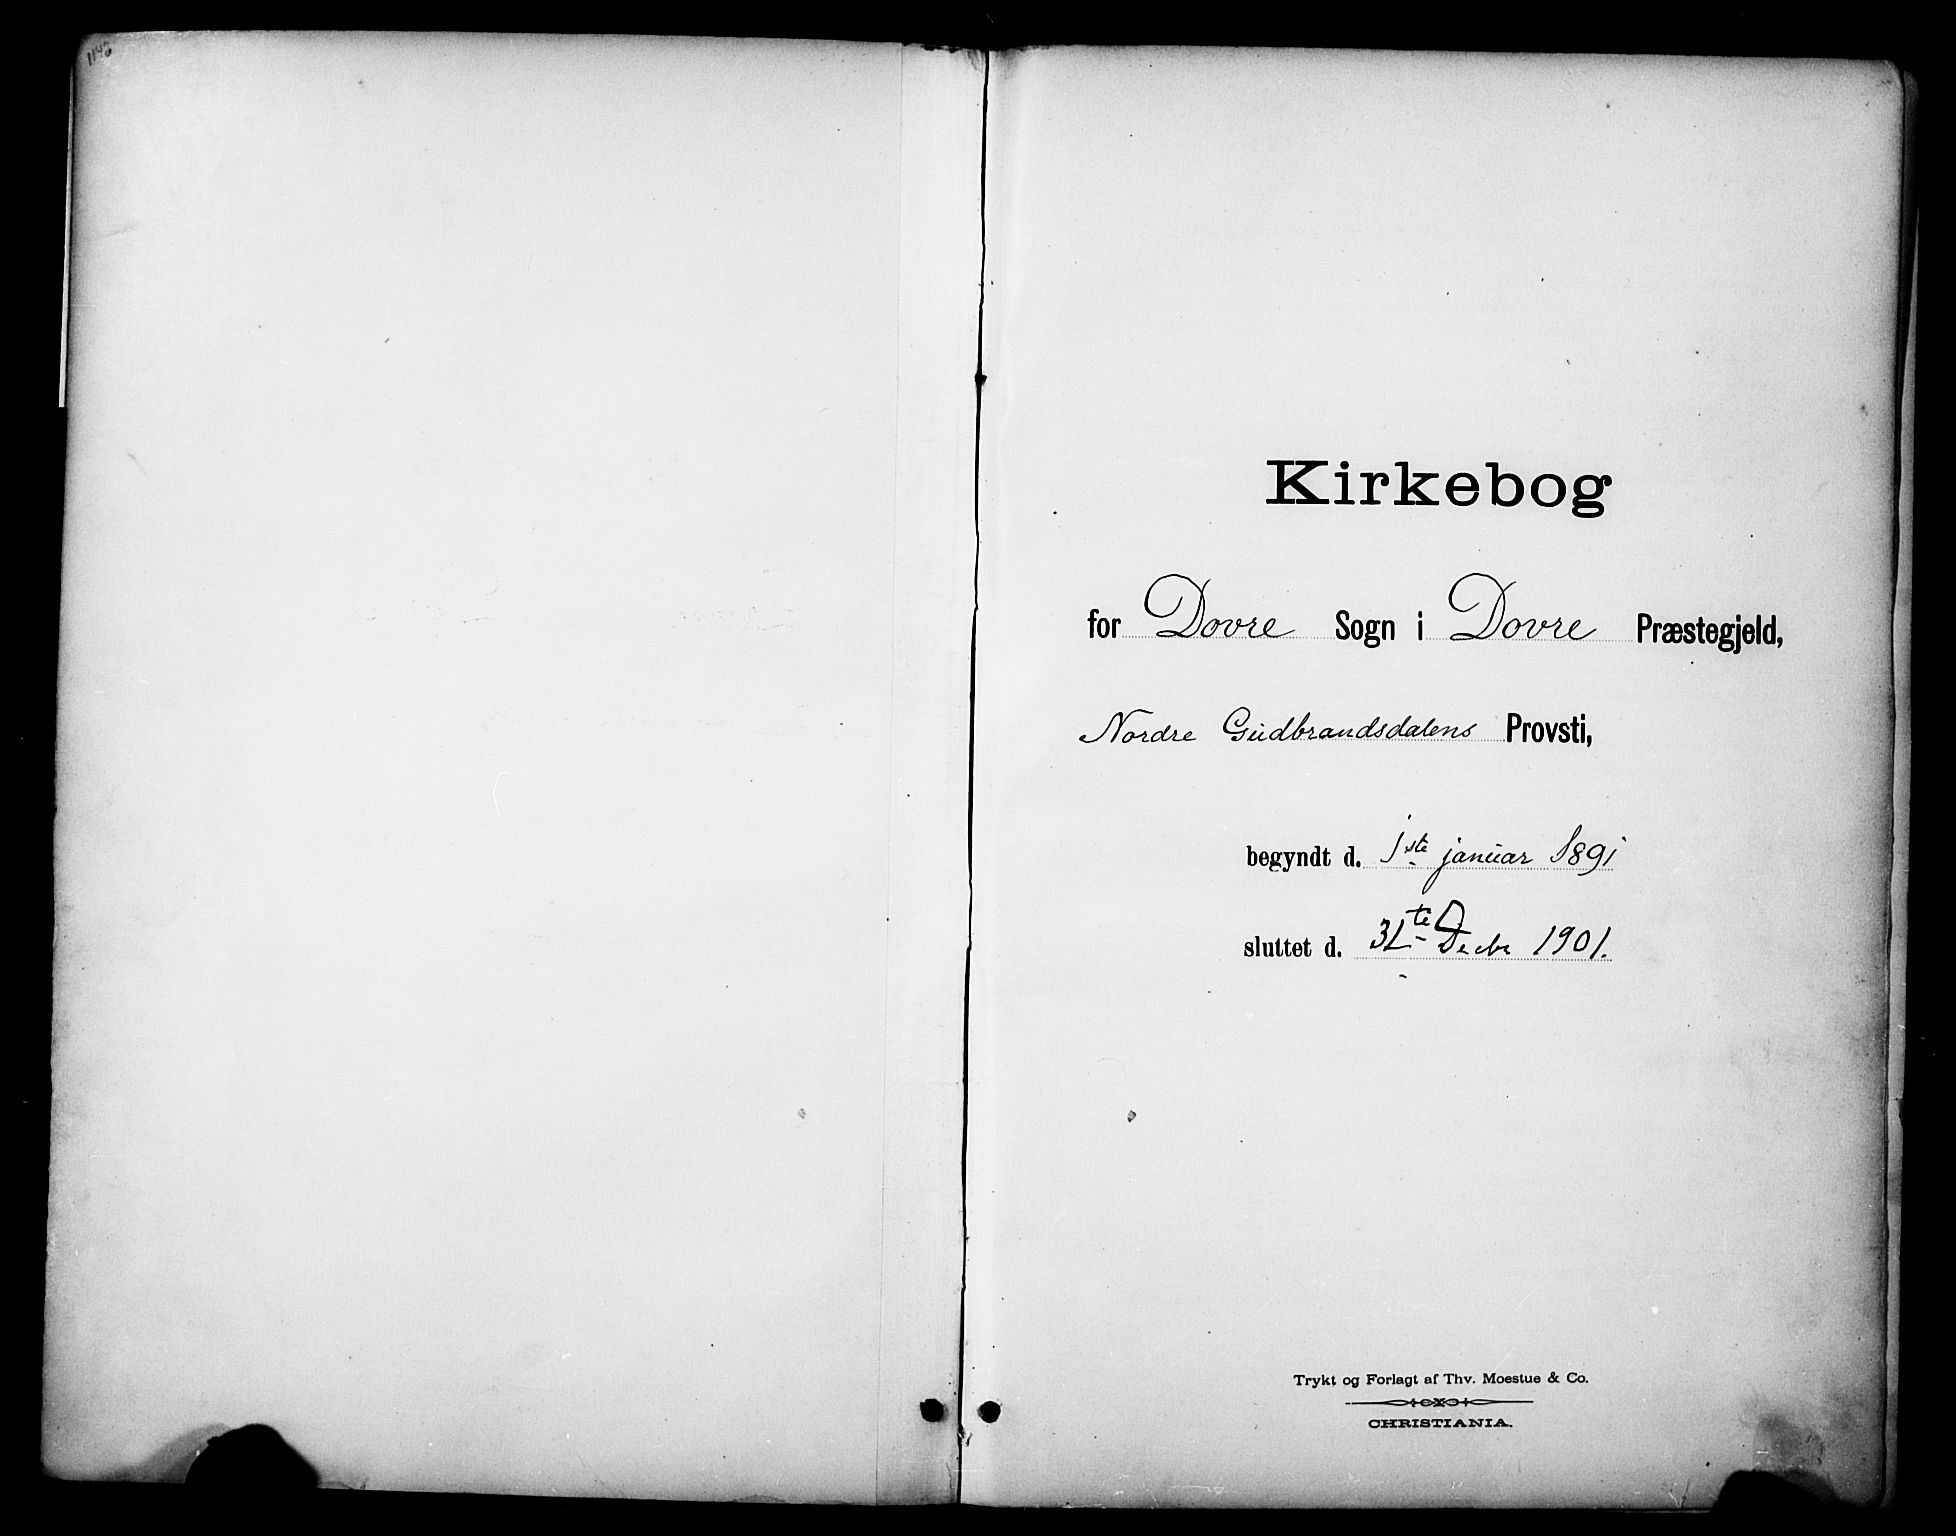 Kirkebog
for Dovre Sogn i Dovre Præstegjeld,
Nordre Gudbrandsdalens Provsti,
begyndt d. 1ste januar 1891
sluttet d. 31te Decbr 1901.
Trykt og Forlagt af Thv. Moestue & Co.
CHRISTIANIA.